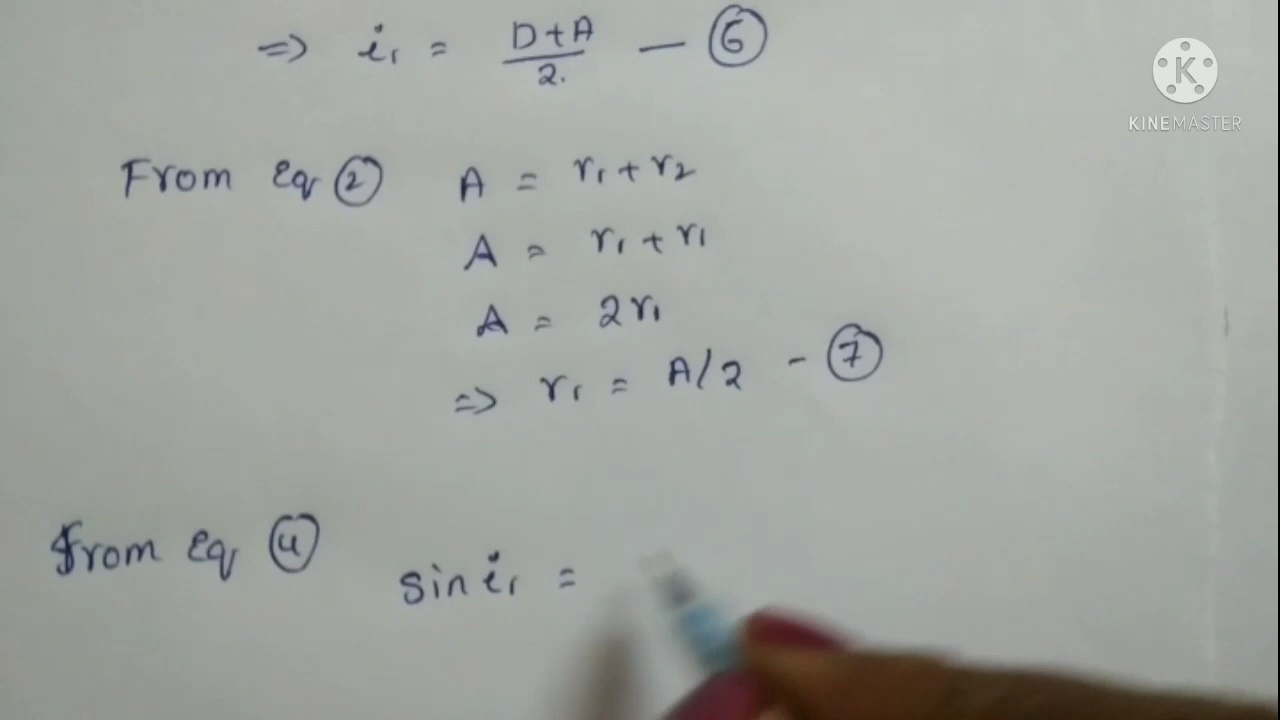 ⇒ i₁ = D+A/2. — ⑥
K
KINEMASTER
From Eq ② A = r₁ + r₂
A = r₁ + r₁
A = 2r₁
⇒ r₁ = A/2 - ⑦
From Eq ④ sin i₁ =